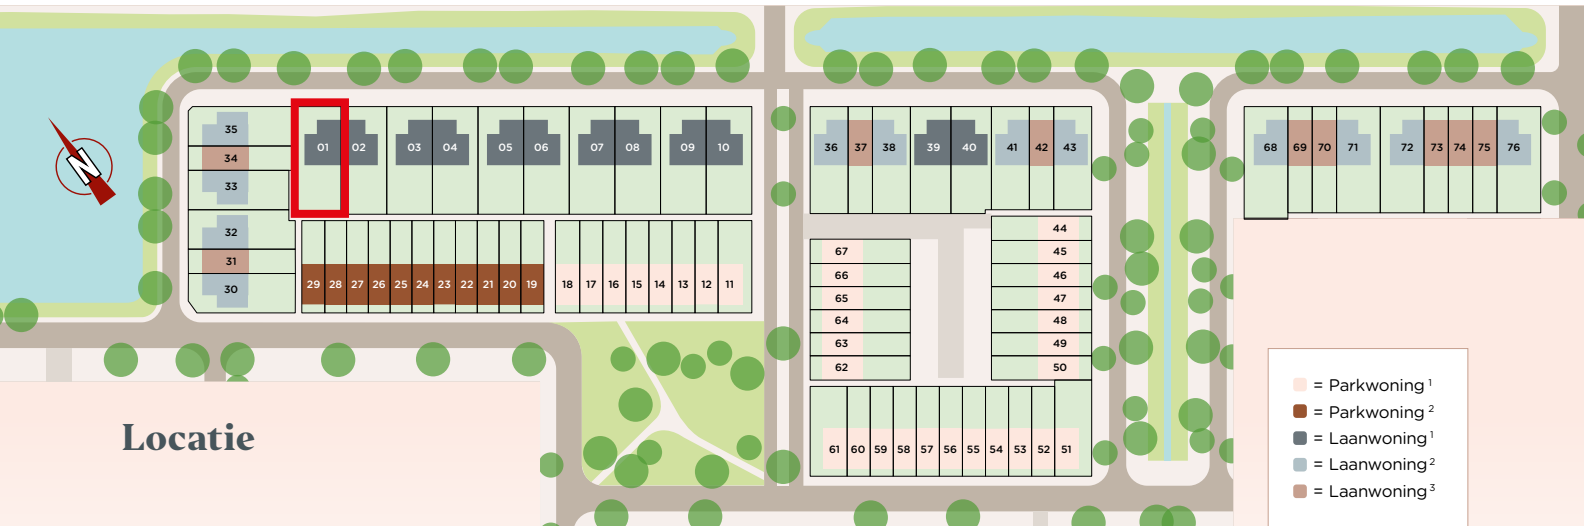 35
34
33
32
31
30
01 02 03 04 05 06 07 08 09 10
29 28 27 26 25 24 23 22 21 20 19
18 17 16 15 14 13 12 11
36 37 38 39 40 41 42 43
44
45
46
47
48
49
50
67
66
65
64
63
62
61 60 59 58 57 56 55 54 53 52 51
68 69 70 71 72 73 74 75 76
N
Locatie
= Parkwoning 1
= Parkwoning 2
= Laanwoning 1
= Laanwoning 2
= Laanwoning 3